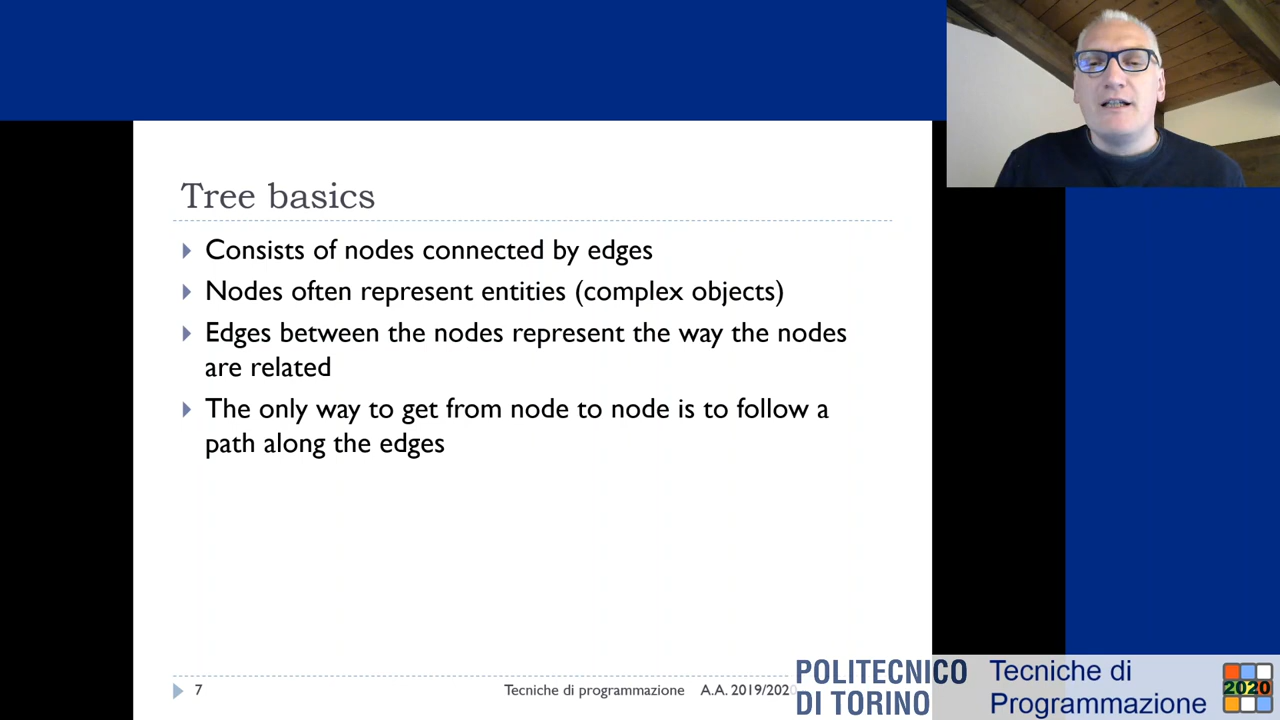 Tree basics
Consists of nodes connected by edges
Nodes often represent entities (complex objects)
Edges between the nodes represent the way the nodes
are related
The only way to get from node to node is to follow a
path along the edges
7
Tecniche di programmazione A.A. 2019/2020
POLITECNICO
DI TORINO
Tecniche di
Programmazione
2020